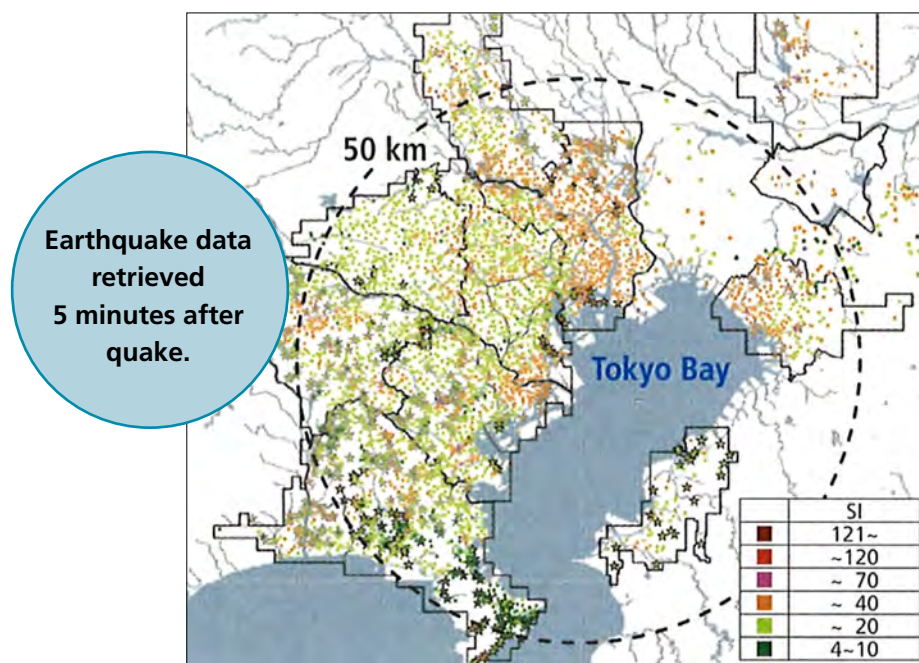 50 km
Earthquake data
retrieved
5 minutes after
quake.
Tokyo Bay
SI
121~
~120
~ 70
~ 40
~ 20
4~10